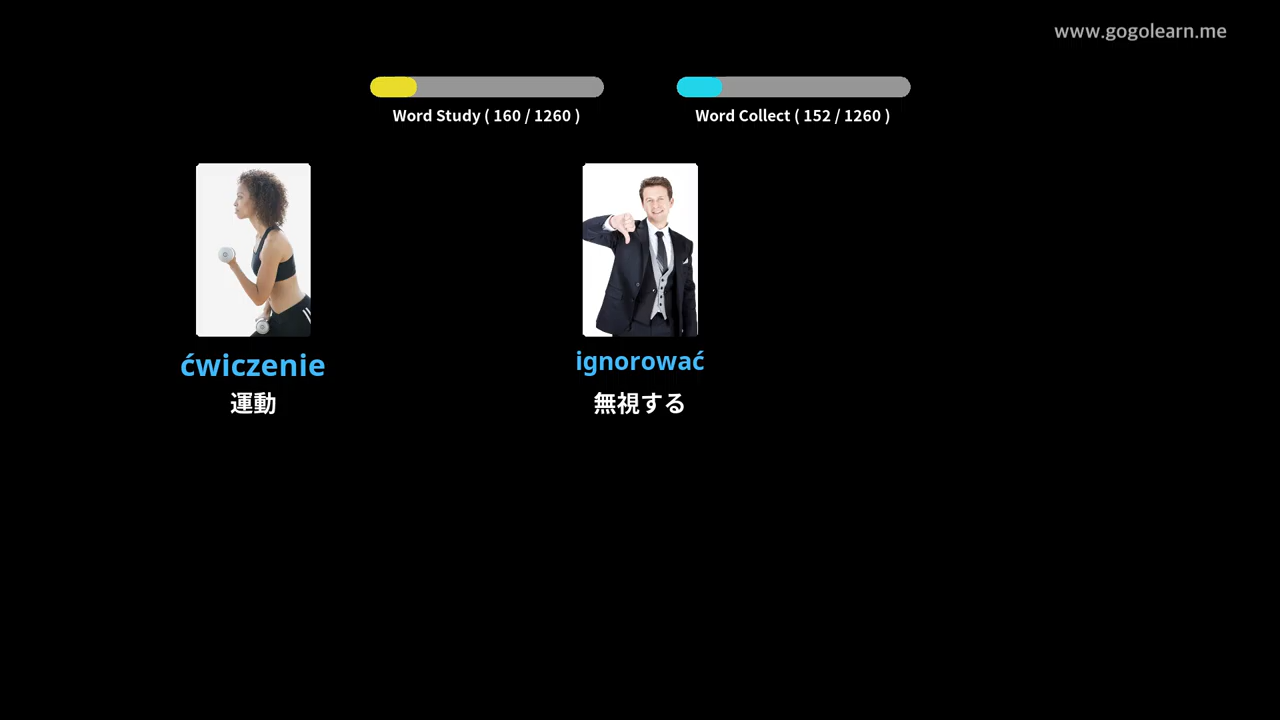 www.gogolearn.me
Word Study ( 160 / 1260 )
Word Collect ( 152 / 1260 )
ćwiczenie
運動
ignorować
無視する